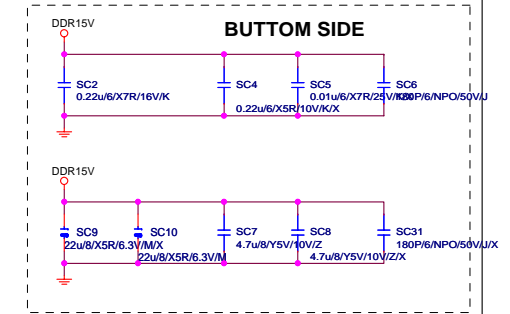 BUTTOM SIDE
DDR15V
SC2
0.22u/6/X7R/16V/K
SC4
0.22u/6/X5R/10V/K/X
SC5
0.01u/6/X7R/25V/K/X
SC6
180P/6/NPO/50V/J
DDR15V
SC9
22u/8/X5R/6.3V/M/X
SC10
22u/8/X5R/6.3V/M
SC7
4.7u/8/Y5V/10V/Z
SC8
4.7u/8/Y5V/10V/Z/X
SC31
180P/6/NPO/50V/J/X